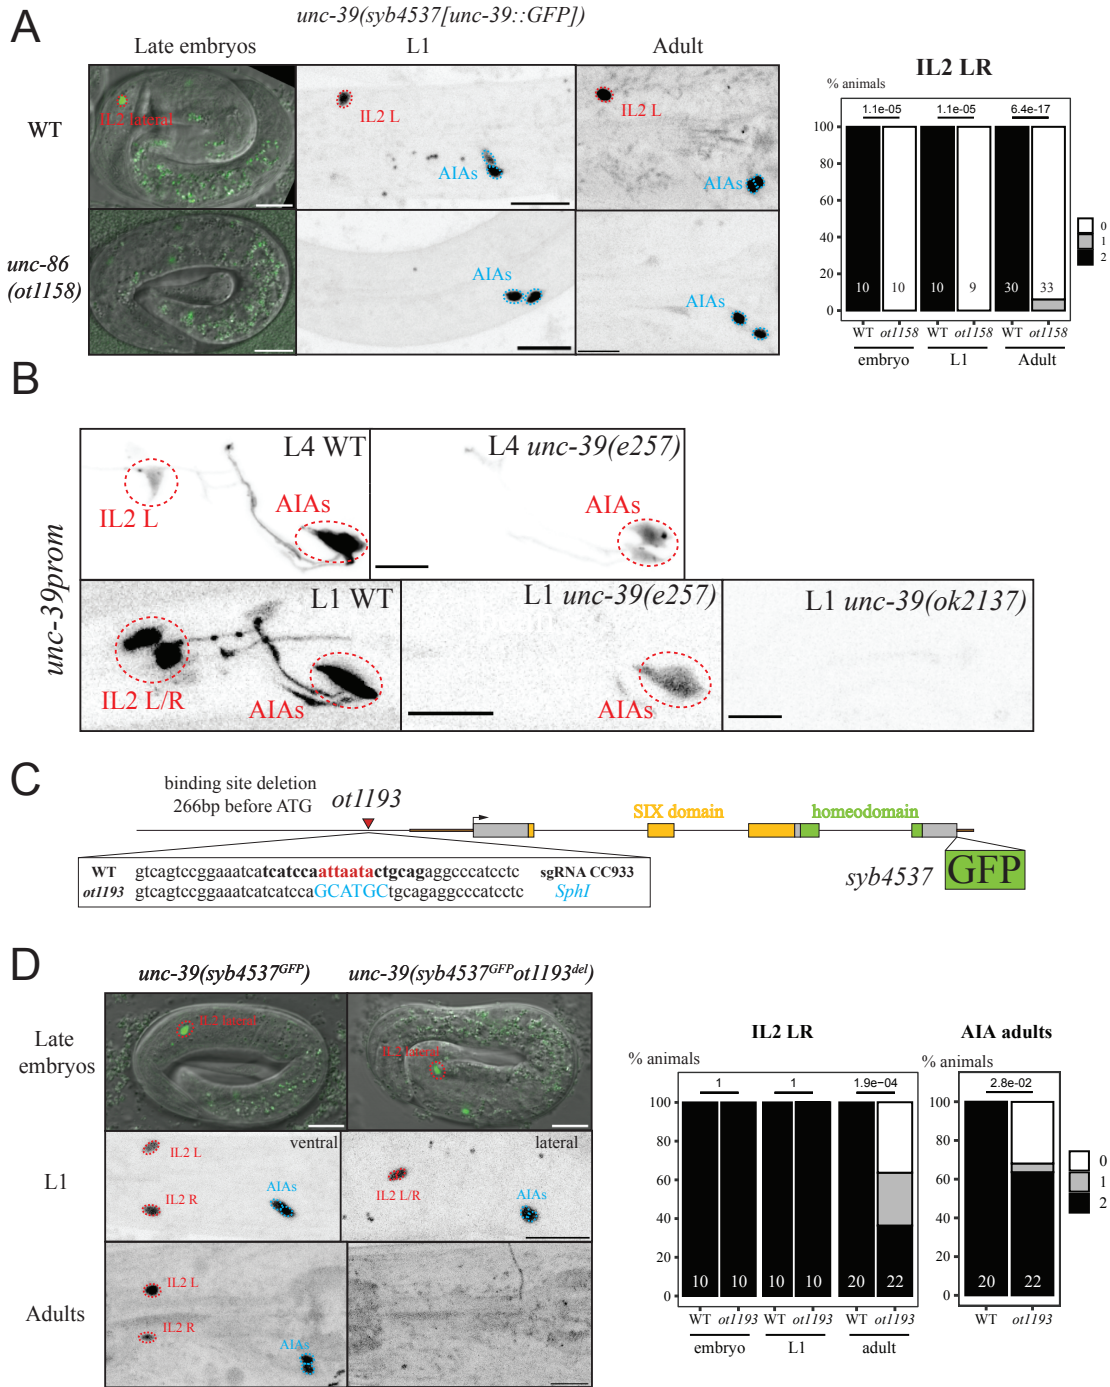 A
unc-39(syb4537[unc-39::GFP])
Late embryos
L1
Adult
WT
IL2 lateral
IL2 L
AIAs
IL2 L
AIAs
unc-86
(ot1158)
AIAs
AIAs
IL2 LR
% animals
1.1e-05
1.1e-05
6.4e-17
100
80
60
40
20
0
10
10
10
9
30
33
0
1
2
WT ot1158
WT ot1158
WT ot1158
embryo
L1
Adult
B
unc-39prom
L4 WT
IL2 L
AIAs
L4 unc-39(e257)
AIAs
L1 WT
IL2 L/R
AIAs
L1 unc-39(e257)
AIAs
L1 unc-39(ok2137)
C
binding site deletion
266bp before ATG
ot1193
SIX domain
homeodomain
syb4537
GFP
WT gtcagtccggaaatcatcatccaattaatactgcagaggcccatcctc sgRNA CC933
ot1193 gtcagtccggaaatcatcatccaGCATGCtgcagaggcccatcctc SphI
D
unc-39(syb4537GFP)
unc-39(syb4537GFPot1193del)
Late
embryos
IL2 lateral
IL2 lateral
L1
ventral
IL2 L
IL2 R
AIAs
lateral
IL2 L/R
AIAs
Adults
IL2 L
IL2 R
AIAs
IL2 LR
% animals
1
1
1.9e−04
100
80
60
40
20
0
10
10
10
10
20
22
WT ot1193
WT ot1193
WT ot1193
embryo
L1
adult
AIA adults
% animals
2.8e-02
100
80
60
40
20
0
20
22
WT ot1193
0
1
2